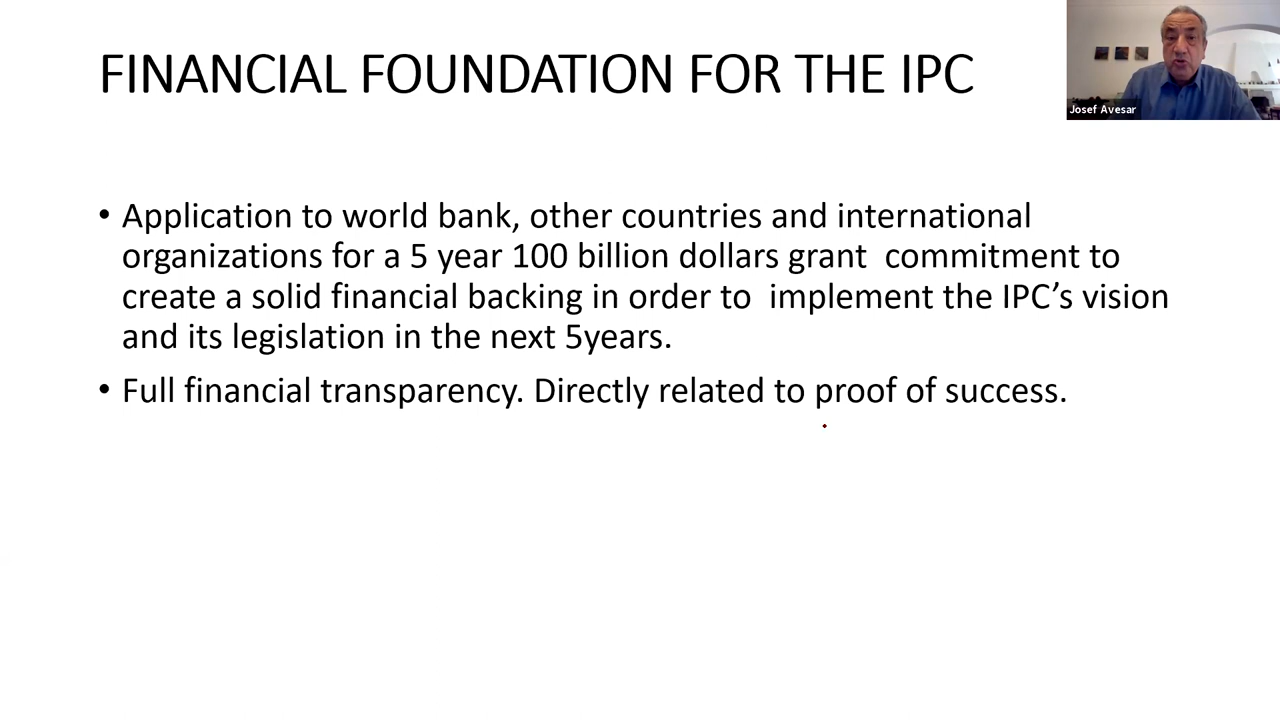 FINANCIAL FOUNDATION FOR THE IPC
Josef Avesar
• Application to world bank, other countries and international
organizations for a 5 year 100 billion dollars grant  commitment to
create a solid financial backing in order to  implement the IPC’s vision
and its legislation in the next 5years.
• Full financial transparency. Directly related to proof of success.